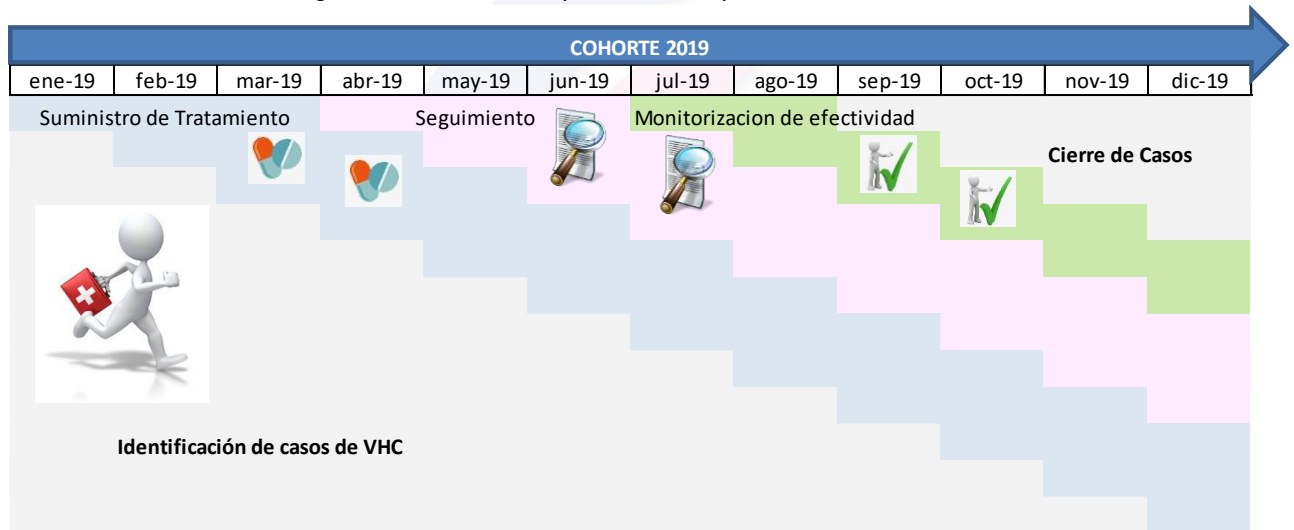 COHORTE 2019
ene-19 feb-19 mar-19 abr-19 may-19 jun-19 jul-19 ago-19 sep-19 oct-19 nov-19 dic-19
Suministro de Tratamiento Seguimiento Monitorizacion de efectividad
Cierre de Casos
Identificación de casos de VHC